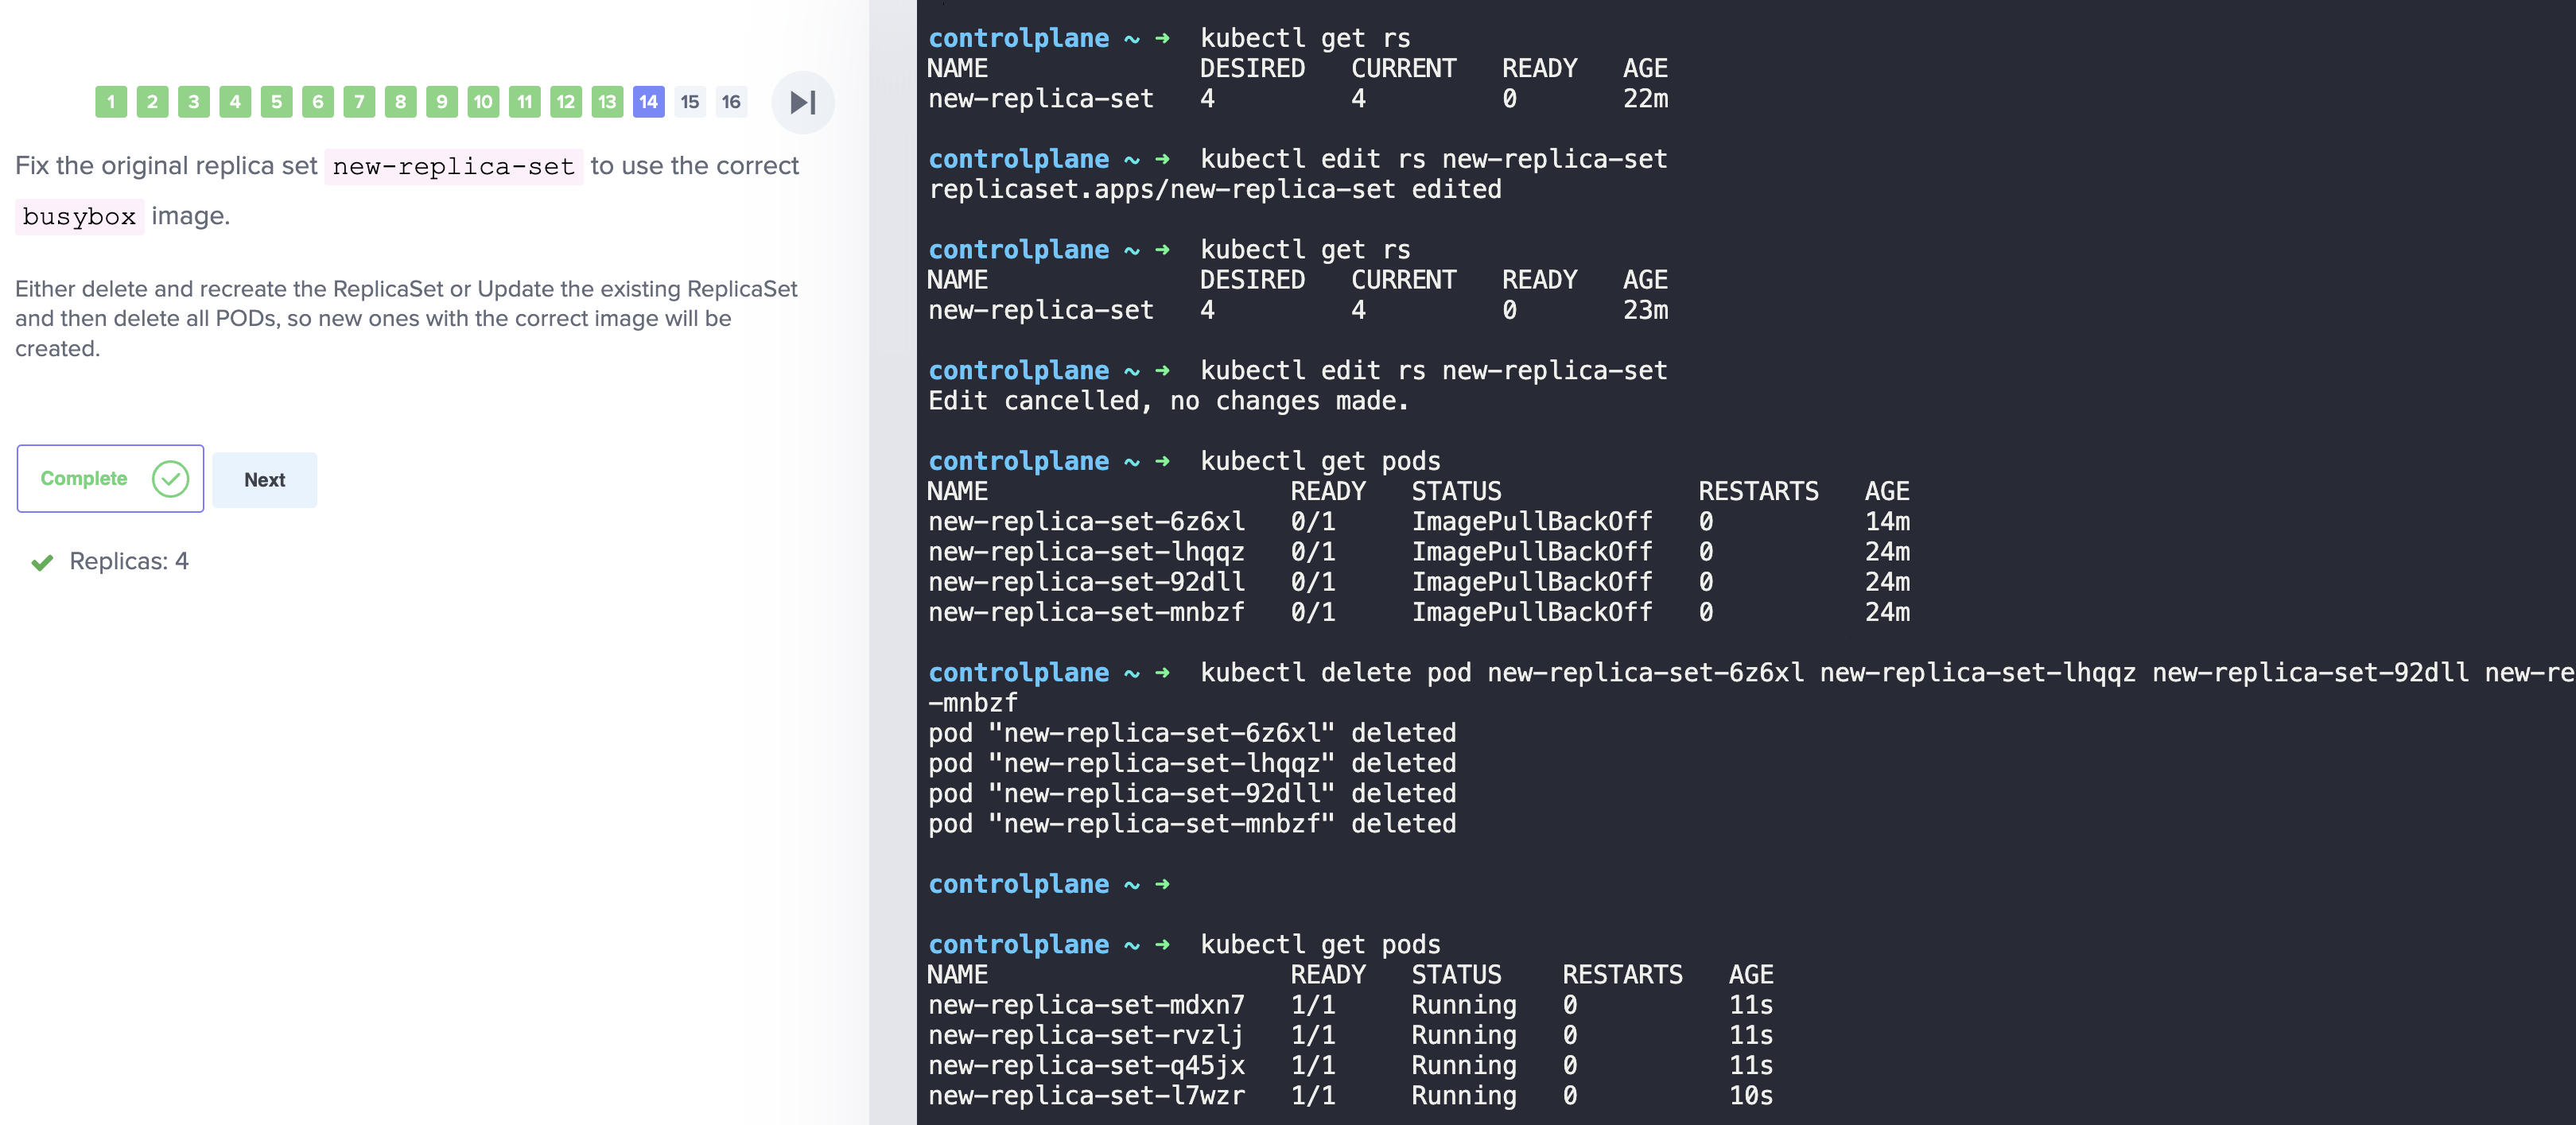 1 2 3 4 5 6 7 8 9 10 11 12 13 14 15 16
Fix the original replica set new-replica-set to use the correct
busybox image.
Either delete and recreate the ReplicaSet or Update the existing ReplicaSet
and then delete all PODs, so new ones with the correct image will be
created.
Complete Next
Replicas: 4
controlplane ~ ➜ kubectl get rs
NAME DESIRED CURRENT READY AGE
new-replica-set 4 4 0 22m
controlplane ~ ➜ kubectl edit rs new-replica-set
replicaset.apps/new-replica-set edited
controlplane ~ ➜ kubectl get rs
NAME DESIRED CURRENT READY AGE
new-replica-set 4 4 0 23m
controlplane ~ ➜ kubectl edit rs new-replica-set
Edit cancelled, no changes made.
controlplane ~ ➜ kubectl get pods
NAME READY STATUS RESTARTS AGE
new-replica-set-6z6xl 0/1 ImagePullBackOff 0 14m
new-replica-set-lhqqz 0/1 ImagePullBackOff 0 24m
new-replica-set-92dll 0/1 ImagePullBackOff 0 24m
new-replica-set-mnbzf 0/1 ImagePullBackOff 0 24m
controlplane ~ ➜ kubectl delete pod new-replica-set-6z6xl new-replica-set-lhqqz new-replica-set-92dll new-re
-mnbzf
pod "new-replica-set-6z6xl" deleted
pod "new-replica-set-lhqqz" deleted
pod "new-replica-set-92dll" deleted
pod "new-replica-set-mnbzf" deleted
controlplane ~ ➜
controlplane ~ ➜ kubectl get pods
NAME READY STATUS RESTARTS AGE
new-replica-set-mdxn7 1/1 Running 0 11s
new-replica-set-rvzlj 1/1 Running 0 11s
new-replica-set-q45jx 1/1 Running 0 11s
new-replica-set-l7wzr 1/1 Running 0 10s